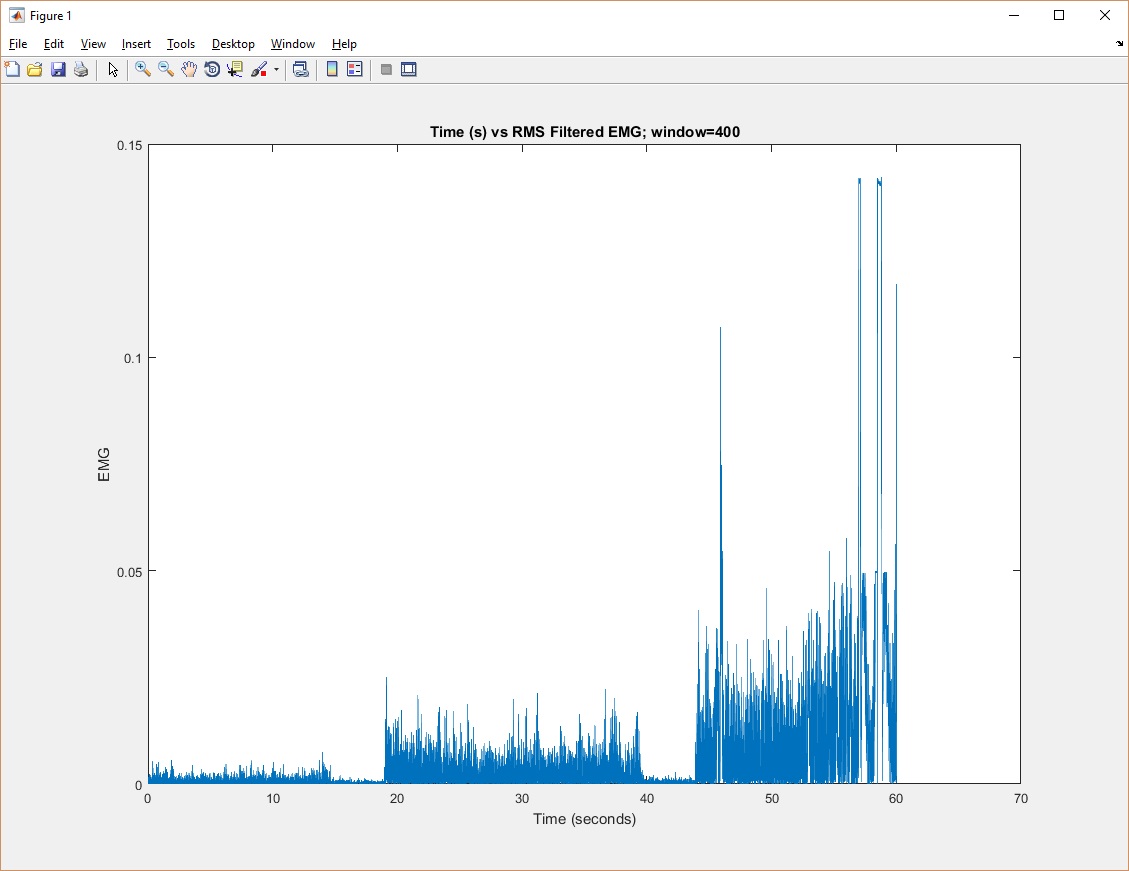 Figure 1
File Edit View Insert Tools Desktop Window Help
Time (s) vs RMS Filtered EMG; window=400
0.15
0.1
0.05
0
EMG
0 10 20 30 40 50 60 70
Time (seconds)